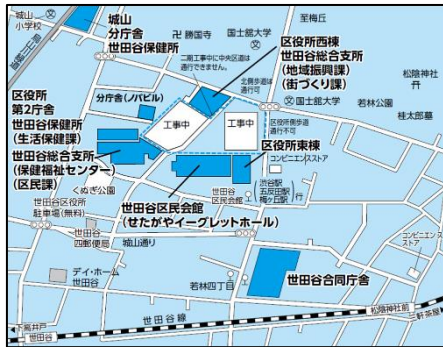 城山
小学校
城山
分庁舎
世田谷保健所
卍 勝国寺
国士舘大学
至梅丘
二期工事中に中央区道は
通行できません。
北側歩道は
通行可
区役所西棟
世田谷総合支所
(地域振興課)
(街づくり課)
国士舘大学
松陰神社
若林公園
桂太郎墓
区役所
第2庁舎
世田谷保健所
(生活保健課)
世田谷総合支所
(保健福祉センター)
(区民課)
分庁舎(ノバビル)
工事中
工事中
区役所側歩道
通行不可
区役所東棟
コンビニエンスストア
くぬぎ公園
世田谷区役所
駐車場(無料)
世田谷区民会館
(せたがやイーグレットホール)
世田谷
区民会館
渋谷駅
五反田駅
梅ヶ丘駅
行
世田谷
四郵便局
城山通り
コンビニエンス
ストア
デイ・ホーム
世田谷
若林四丁目
世田谷合同庁舎
世田谷線
松陰神社前
至下高井戸
世田谷
三軒茶屋